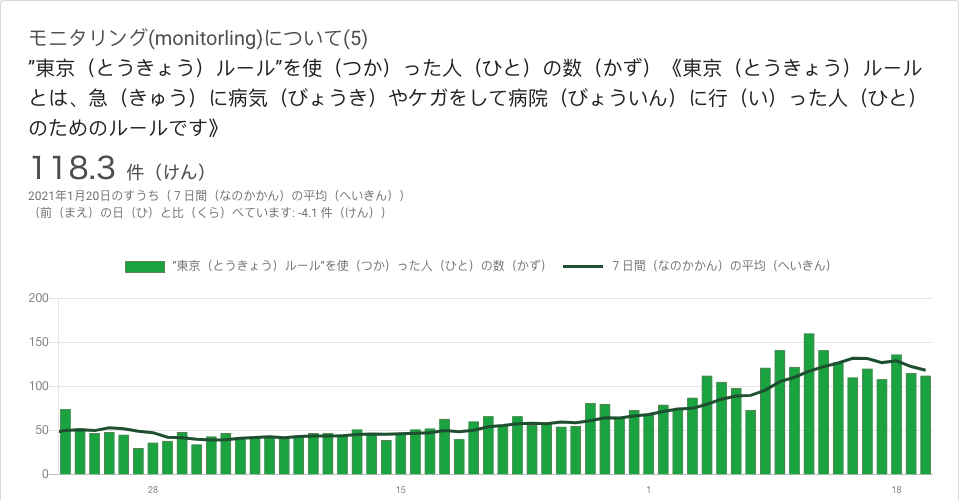 モニタリング(monitorling)について(5)
”東京（とうきょう）ルール”を使（つか）った人（ひと）の数（かず）《東京（とうきょう）ルール
とは、急（きゅう）に病気（びょうき）やケガをして病院（びょういん）に行（い）った人（ひと）
のためのルールです》
118.3 件（けん）
2021年1月20日のすうち（７日間（なのかかん）の平均（へいきん））
（前（まえ）の日（ひ）と比（くら）べています: -4.1 件（けん））
”東京（とうきょう）ルール”を使（つか）った人（ひと）の数（かず） ７日間（なのかかん）の平均（へいきん）
200
150
100
50
0
28 15 1 18